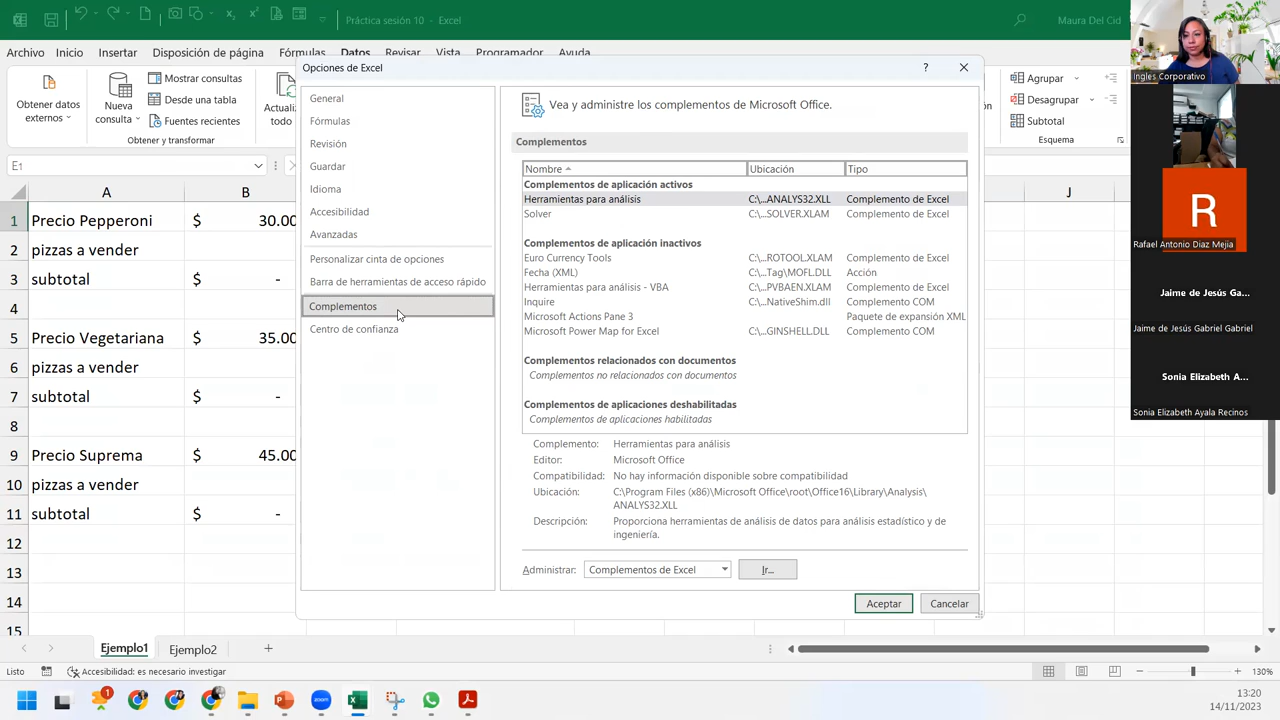 Práctica sesión 10 - Excel
Maura Del Cid
Archivo Inicio Insertar Disposición de página Fórmulas Datos Revisar Vista Programador Ayuda
Obtener datos externos
Nueva consulta
Mostrar consultas
Desde una tabla
Fuentes recientes
Obtener y transformar
Actuali
todo
Agrupar
Desagrupar
Subtotal
Esquema
E1
A B J
1 Precio Pepperoni $ 30.00
2 pizzas a vender
3 subtotal $ -
4
5 Precio Vegetariana $ 35.00
6 pizzas a vender
7 subtotal $ -
8
9 Precio Suprema $ 45.00
10 pizzas a vender
11 subtotal $ -
12
13
14
15
Opciones de Excel
?
General
Fórmulas
Revisión
Guardar
Idioma
Accesibilidad
Avanzadas
Personalizar cinta de opciones
Barra de herramientas de acceso rápido
Complementos
Centro de confianza
Vea y administre los complementos de Microsoft Office.
Complementos
Nombre Ubicación Tipo
Complementos de aplicación activos
Herramientas para análisis C:\...ANALYS32.XLL Complemento de Excel
Solver C:\...SOLVER.XLAM Complemento de Excel
Complementos de aplicación inactivos
Euro Currency Tools C:\...ROTOOL.XLAM Complemento de Excel
Fecha (XML) C:\...Tag\MOFL.DLL Acción
Herramientas para análisis - VBA C:\...PVBAEN.XLAM Complemento de Excel
Inquire C:\...NativeShim.dll Complemento COM
Microsoft Actions Pane 3 Paquete de expansión XML
Microsoft Power Map for Excel C:\...GINSHELL.DLL Complemento COM
Complementos relacionados con documentos
Complementos no relacionados con documentos
Complementos de aplicaciones deshabilitadas
Complementos de aplicaciones habilitadas
Complemento: Herramientas para análisis
Editor: Microsoft Office
Compatibilidad: No hay información disponible sobre compatibilidad
Ubicación: C:\Program Files (x86)\Microsoft Office\root\Office16\Library\Analysis\
ANALYS32.XLL
Descripción: Proporciona herramientas de análisis de datos para análisis estadístico y de
ingeniería.
Administrar: Complementos de Excel Ir...
Aceptar Cancelar
Ingles Corporativo
R
Rafael Antonio Diaz Mejia
Jaime de Jesús Ga...
Jaime de Jesús Gabriel Gabriel
Sonia Elizabeth A...
Sonia Elizabeth Ayala Recinos
Ejemplo1 Ejemplo2
Listo Accesibilidad: es necesario investigar 130%
1
zoom
13:20
14/11/2023